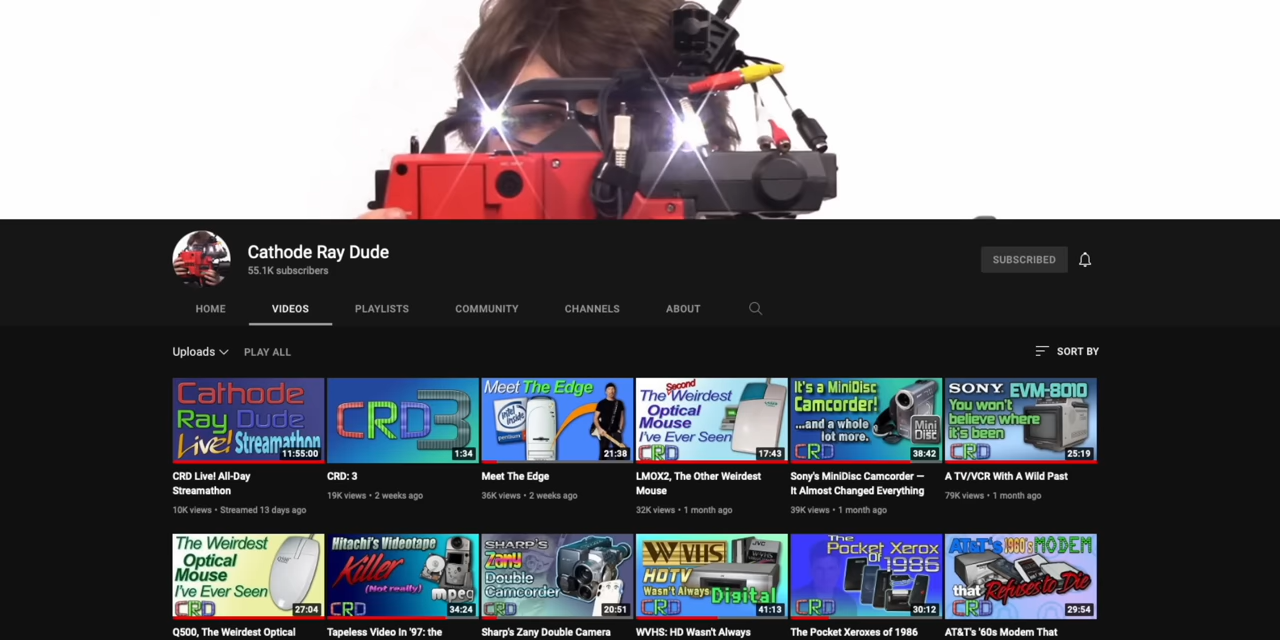 Cathode Ray Dude
55.1K subscribers
SUBSCRIBED
HOME
VIDEOS
PLAYLISTS
COMMUNITY
CHANNELS
ABOUT
Uploads
PLAY ALL
SORT BY
Cathode
Ray Dude
Live! Streamathon
11:55:00
CRD Live! All-Day
Streamathon
10K views • Streamed 13 days ago
CRD3
1:34
CRD: 3
19K views • 2 weeks ago
Meet The Edge
intel
inside
pentium
21:38
Meet The Edge
36K views • 2 weeks ago
Second
The Weirdest
Optical
Mouse
I've Ever Seen
CRD
17:43
LMOX2, The Other Weirdest
Mouse
32K views • 1 month ago
It's a MiniDisc
Camcorder!
...and a whole
lot more.
Mini
Disc
CRD
38:42
Sony's MiniDisc Camcorder —
It Almost Changed Everything
39K views • 1 month ago
SONY EVM-8010
You won't
believe where
it's been
CRD
25:19
A TV/VCR With A Wild Past
79K views • 1 month ago
The Weirdest
Optical
Mouse
I've Ever Seen
CRD
27:04
Q500, The Weirdest Optical
Hitachi's Videotape
Killer
(Not really)
mpeg
CRD
34:24
Tapeless Video In '97: the
SHARP'S
Zany
Double
Camcorder
CRD
20:51
Sharp's Zany Double Camera
W VHS
JVC
HDTV
Wasn't Always
Digital
CRD
41:13
WVHS: HD Wasn't Always
The
Pocket Xerox
Of
1986
CRD
30:12
The Pocket Xeroxes of 1986
AT&T's 1960's MODEM
that Refuses to Die
CRD
29:54
AT&T's '60s Modem That